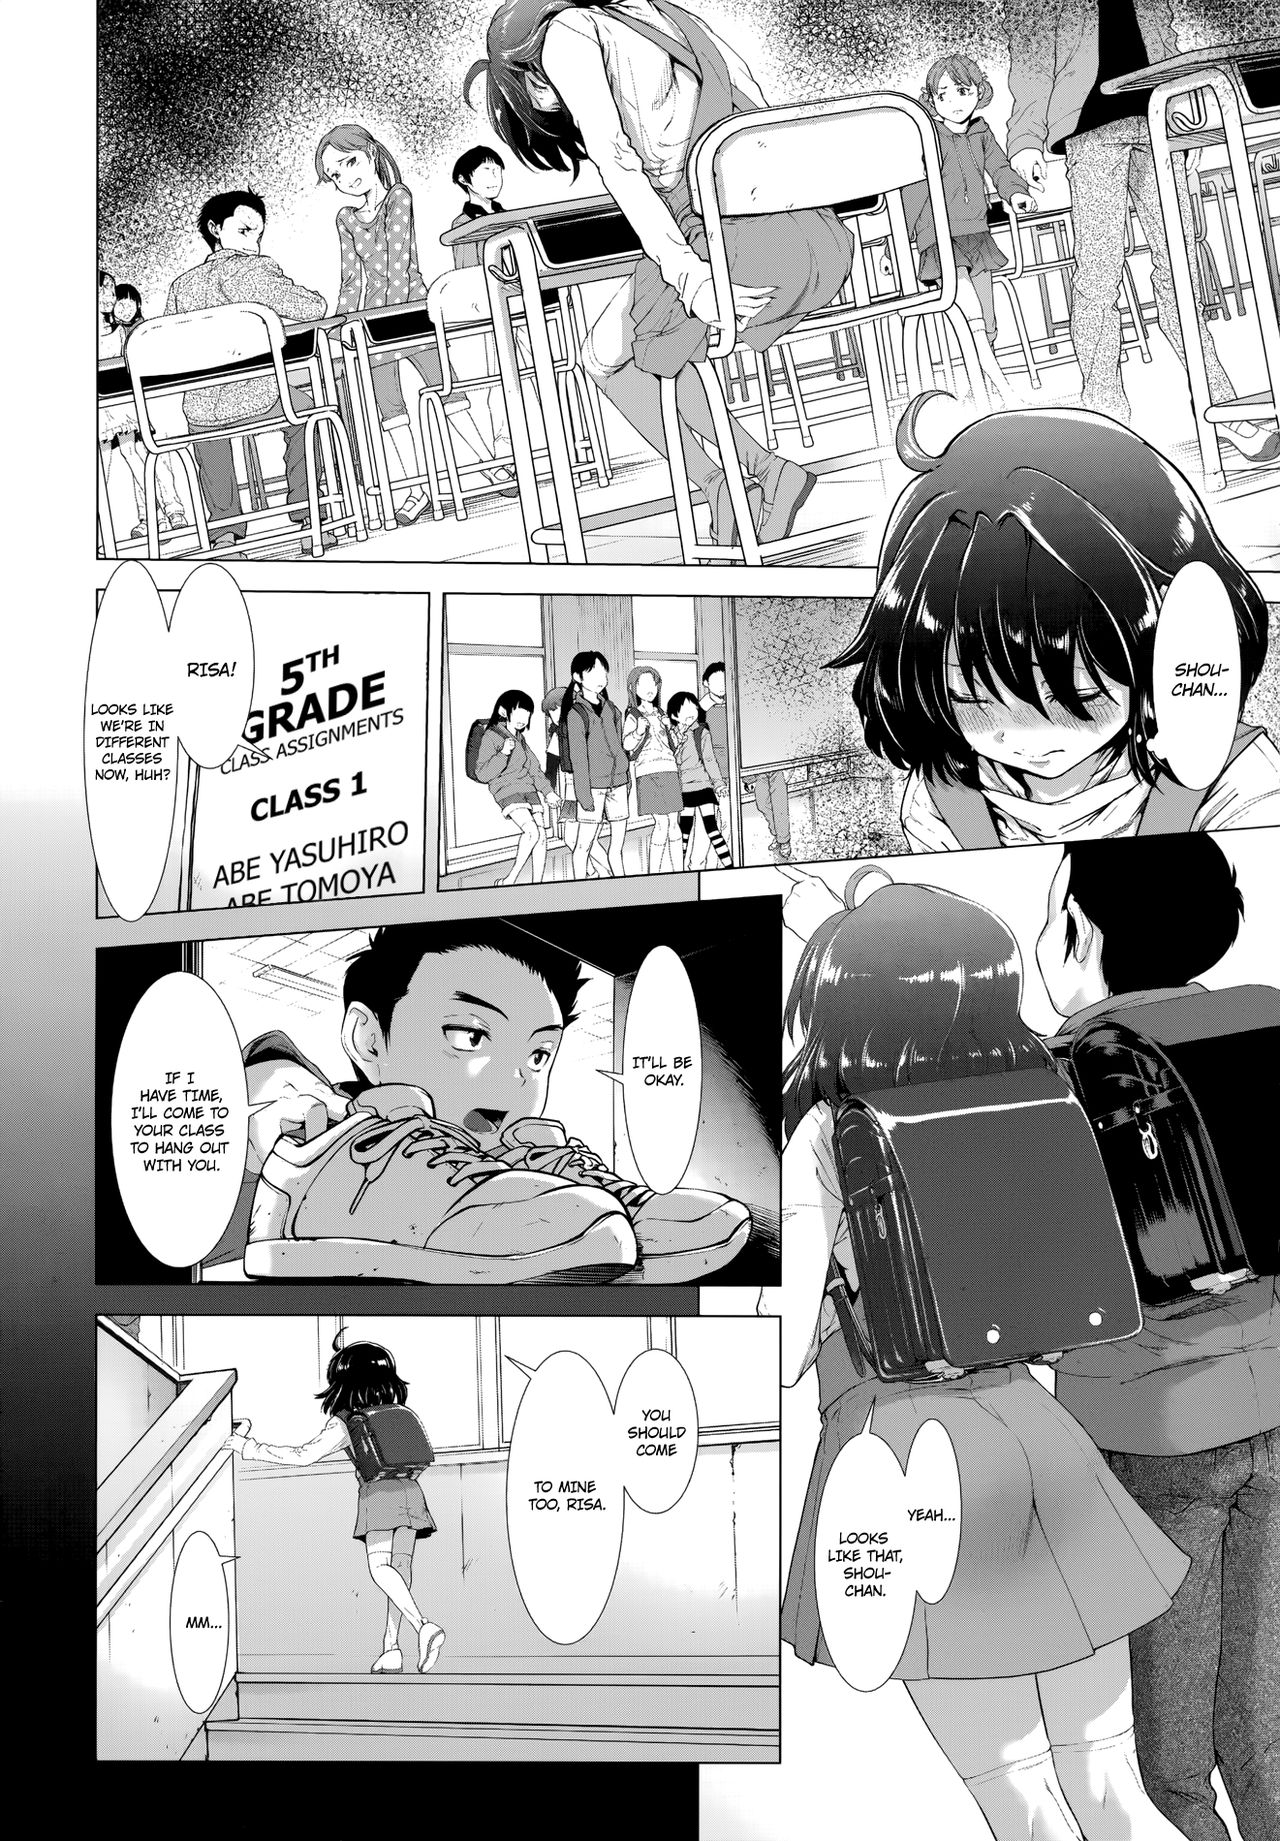 SHOU-
CHAN...
5TH
GRADE
CLASS ASSIGNMENTS
CLASS 1
ABE YASUHIRO
ABE TOMOYA
RISA!
LOOKS LIKE
WE'RE IN
DIFFERENT
CLASSES
NOW, HUH?
YEAH...
LOOKS
LIKE THAT,
SHOU-
CHAN.
IT'LL BE
OKAY.
IF I
HAVE TIME,
I'LL COME TO
YOUR CLASS
TO HANG OUT
WITH YOU.
YOU
SHOULD
COME
TO MINE
TOO, RISA.
MM...